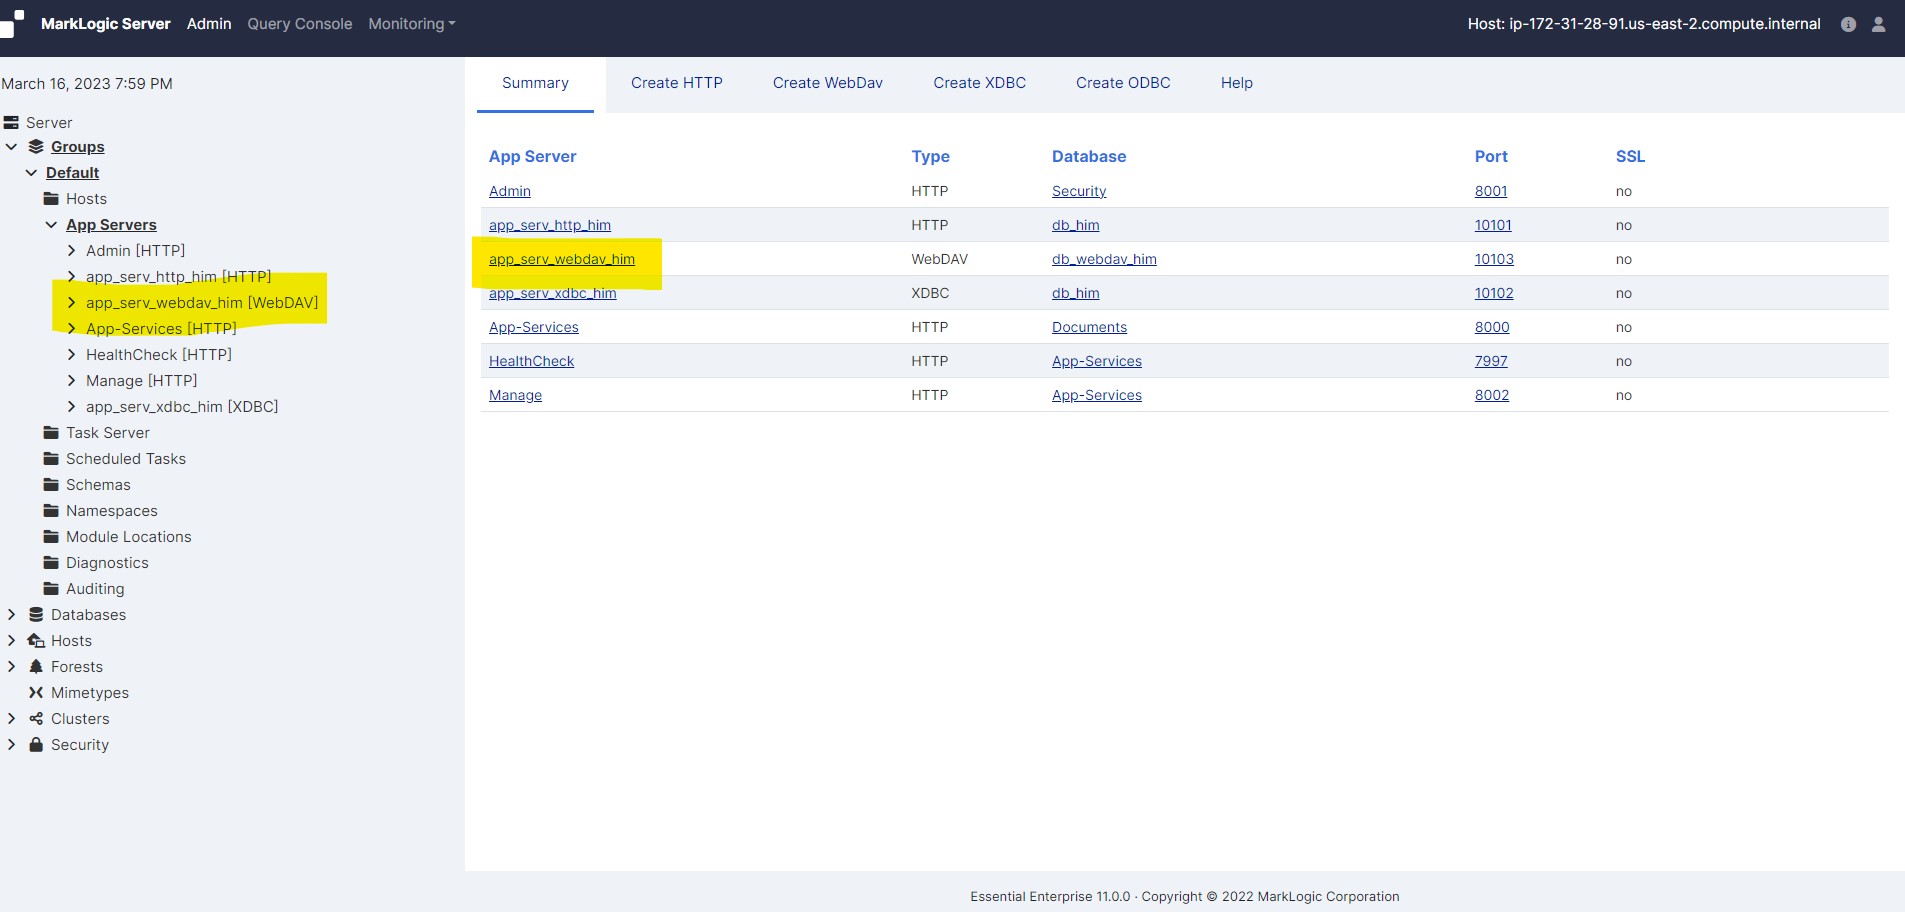 MarkLogic Server Admin Query Console Monitoring Host: ip-172-31-28-91.us-east-2.compute.internal
March 16, 2023 7:59 PM
Server
Groups
Default
Hosts
App Servers
Admin [HTTP]
app_serv_http_him [HTTP]
app_serv_webdav_him [WebDAV]
App-Services [HTTP]
HealthCheck [HTTP]
Manage [HTTP]
app_serv_xdbc_him [XDBC]
Task Server
Scheduled Tasks
Schemas
Namespaces
Module Locations
Diagnostics
Auditing
Databases
Hosts
Forests
Mimetypes
Clusters
Security
Summary Create HTTP Create WebDav Create XDBC Create ODBC Help
App Server Type Database Port SSL
Admin HTTP Security 8001 no
app_serv_http_him HTTP db_him 10101 no
app_serv_webdav_him WebDAV db_webdav_him 10103 no
app_serv_xdbc_him XDBC db_him 10102 no
App-Services HTTP Documents 8000 no
HealthCheck HTTP App-Services 7997 no
Manage HTTP App-Services 8002 no
Essential Enterprise 11.0.0 · Copyright © 2022 MarkLogic Corporation